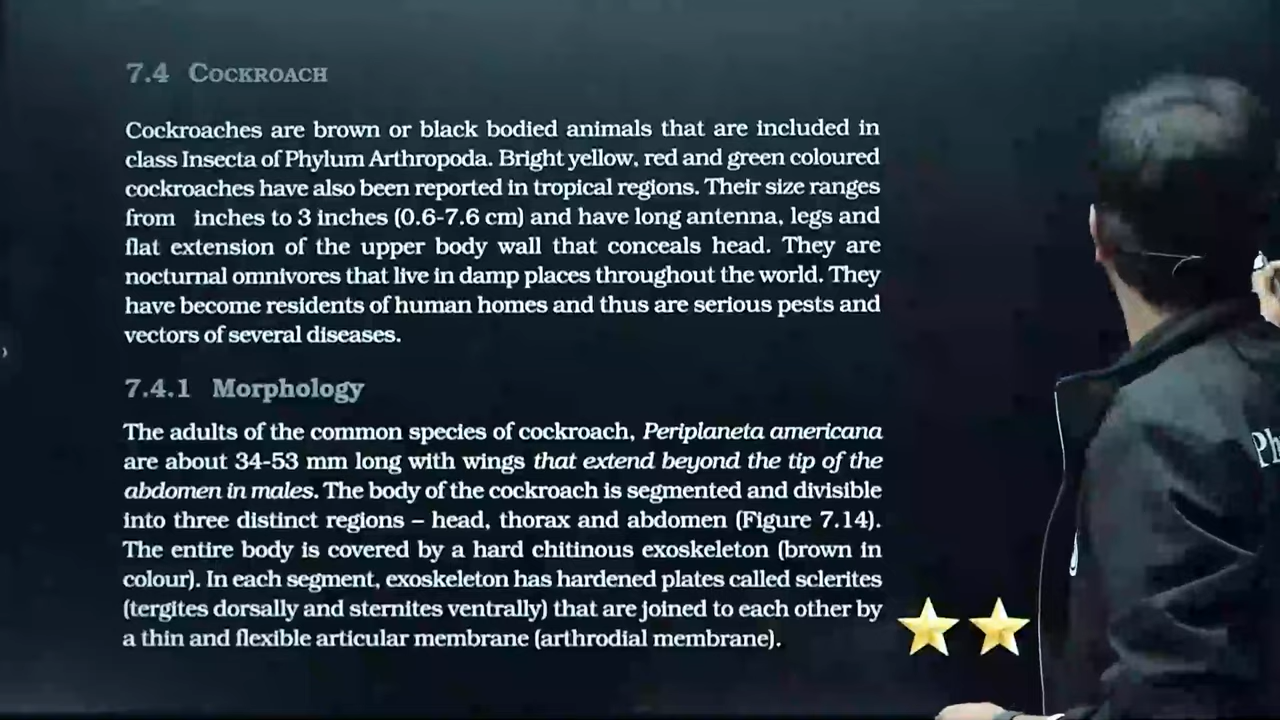 7.4 COCKROACH
Cockroaches are brown or black bodied animals that are included in
class Insecta of Phylum Arthropoda. Bright yellow, red and green coloured
cockroaches have also been reported in tropical regions. Their size ranges
from inches to 3 inches (0.6-7.6 cm) and have long antenna, legs and
flat extension of the upper body wall that conceals head. They are
nocturnal omnivores that live in damp places throughout the world. They
have become residents of human homes and thus are serious pests and
vectors of several diseases.
7.4.1 Morphology
The adults of the common species of cockroach, Periplaneta americana
are about 34-53 mm long with wings that extend beyond the tip of the
abdomen in males. The body of the cockroach is segmented and divisible
into three distinct regions – head, thorax and abdomen (Figure 7.14).
The entire body is covered by a hard chitinous exoskeleton (brown in
colour). In each segment, exoskeleton has hardened plates called sclerites
(tergites dorsally and sternites ventrally) that are joined to each other by
a thin and flexible articular membrane (arthrodial membrane).